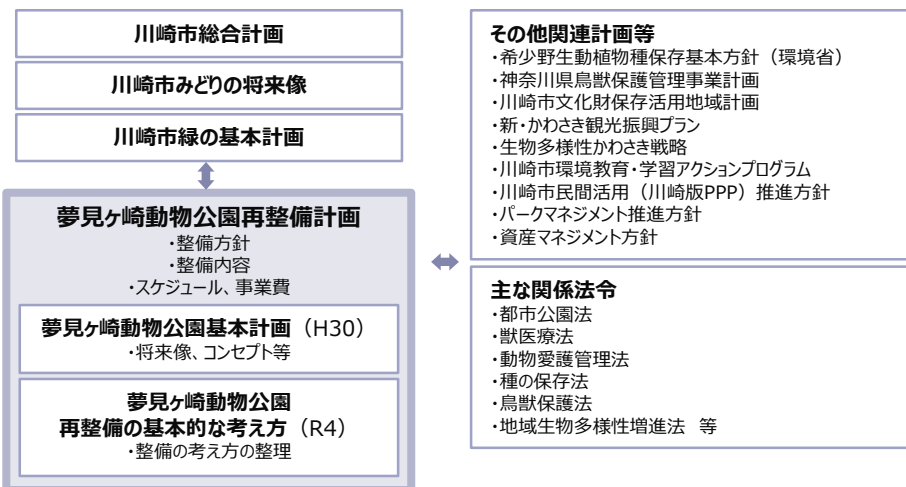 川崎市総合計画
川崎市みどりの将来像
川崎市緑の基本計画
夢見ヶ崎動物公園再整備計画
・整備方針
・整備内容
・スケジュール、事業費
夢見ヶ崎動物公園基本計画（H30）
・将来像、コンセプト等
夢見ヶ崎動物公園
再整備の基本的な考え方（R4）
・整備の考え方の整理
その他関連計画等
・希少野生動植物種保存基本方針（環境省）
・神奈川県鳥獣保護管理事業計画
・川崎市文化財保存活用地域計画
・新・かわさき観光振興プラン
・生物多様性かわさき戦略
・川崎市環境教育・学習アクションプログラム
・川崎市民間活用（川崎版PPP）推進方針
・パークマネジメント推進方針
・資産マネジメント方針
主な関係法令
・都市公園法
・獣医療法
・動物愛護管理法
・種の保存法
・鳥獣保護法
・地域生物多様性増進法 等